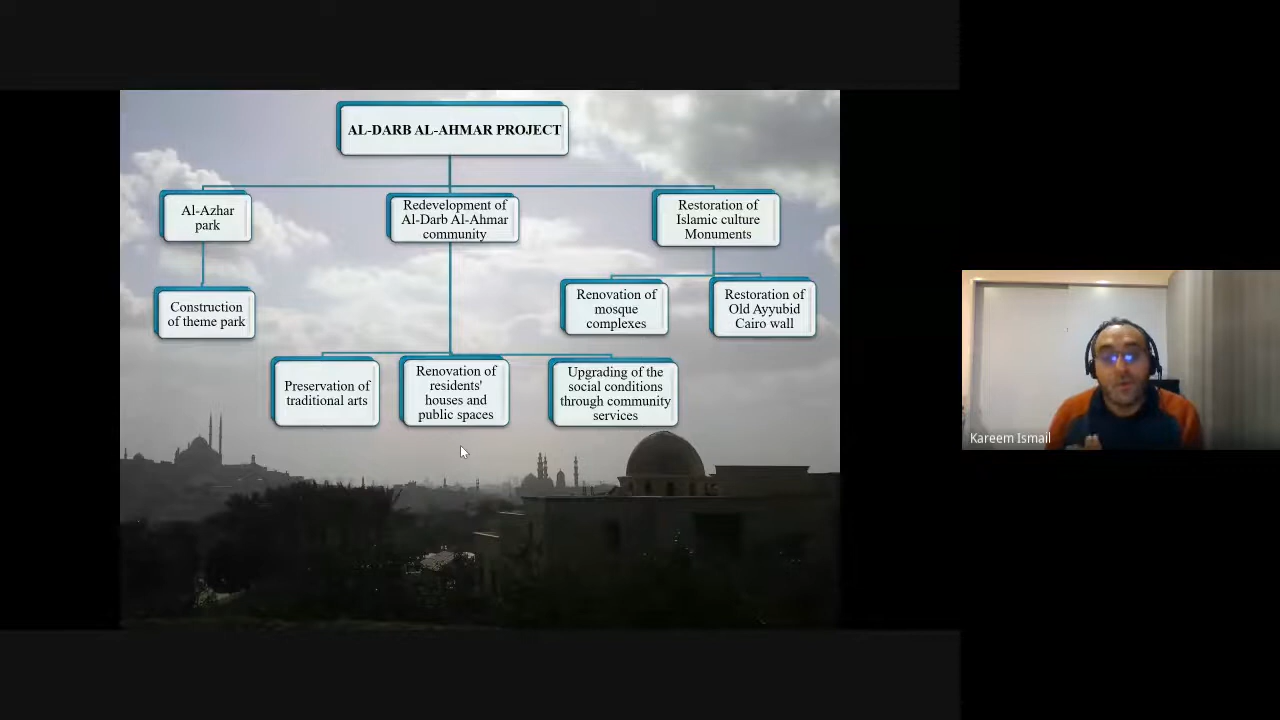 AL-DARB AL-AHMAR PROJECT
Al-Azhar
park
Redevelopment of
Al-Darb Al-Ahmar
community
Restoration of
Islamic culture
Monuments
Construction
of theme park
Renovation of
mosque
complexes
Restoration of
Old Ayyubid
Cairo wall
Preservation of
traditional arts
Renovation of
residents'
houses and
public spaces
Upgrading of the
social conditions
through community
services
Kareem Ismail